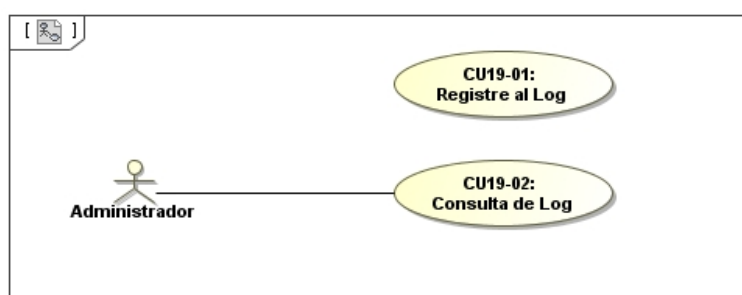 [ ]
CU19-01:
Registre al Log
CU19-02:
Consulta de Log
Administrador